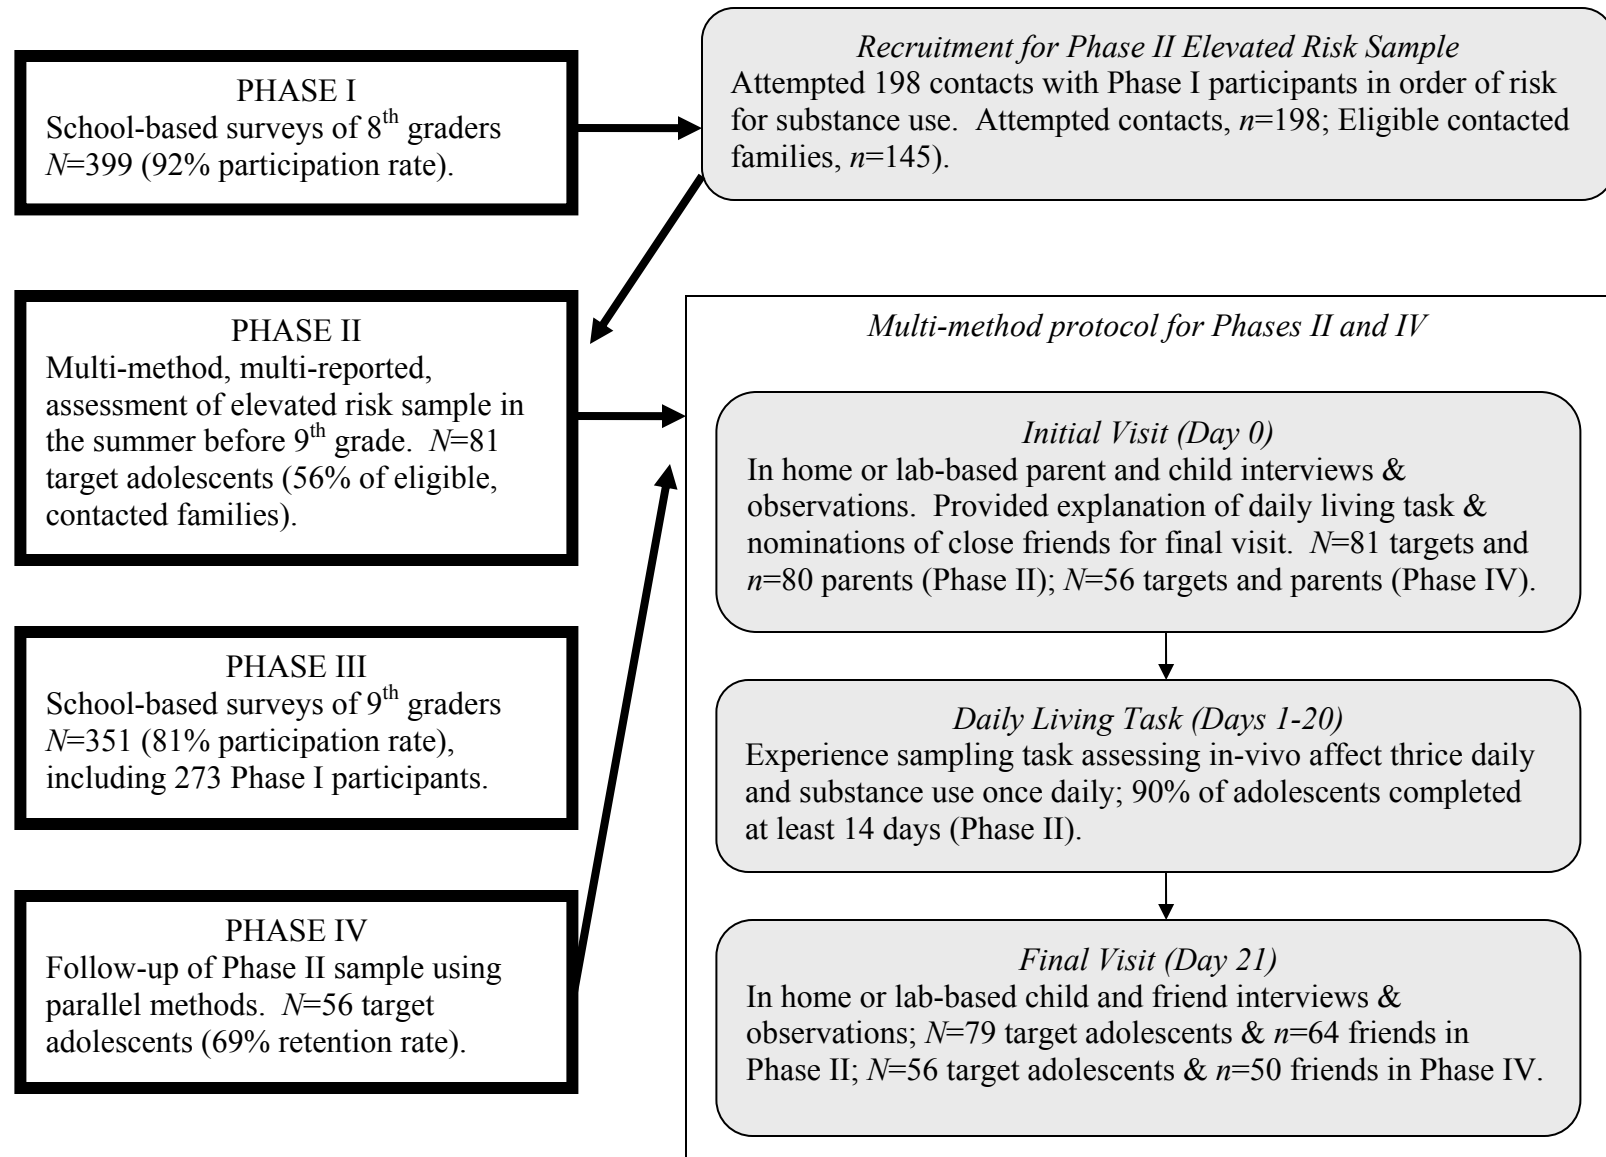 PHASE I
School-based surveys of 8th graders
N=399 (92% participation rate).
Recruitment for Phase II Elevated Risk Sample
Attempted 198 contacts with Phase I participants in order of risk
for substance use.  Attempted contacts, n=198; Eligible contacted
families, n=145).
PHASE II
Multi-method, multi-reported,
assessment of elevated risk sample in
the summer before 9th grade.  N=81
target adolescents (56% of eligible,
contacted families).
PHASE III
School-based surveys of 9th graders
N=351 (81% participation rate),
including 273 Phase I participants.
PHASE IV
Follow-up of Phase II sample using
parallel methods.  N=56 target
adolescents (69% retention rate).
Multi-method protocol for Phases II and IV
Initial Visit (Day 0)
In home or lab-based parent and child interviews &
observations.  Provided explanation of daily living task &
nominations of close friends for final visit.  N=81 targets and
n=80 parents (Phase II); N=56 targets and parents (Phase IV).
Daily Living Task (Days 1-20)
Experience sampling task assessing in-vivo affect thrice daily
and substance use once daily; 90% of adolescents completed
at least 14 days (Phase II).
Final Visit (Day 21)
In home or lab-based child and friend interviews &
observations; N=79 target adolescents & n=64 friends in
Phase II; N=56 target adolescents & n=50 friends in Phase IV.